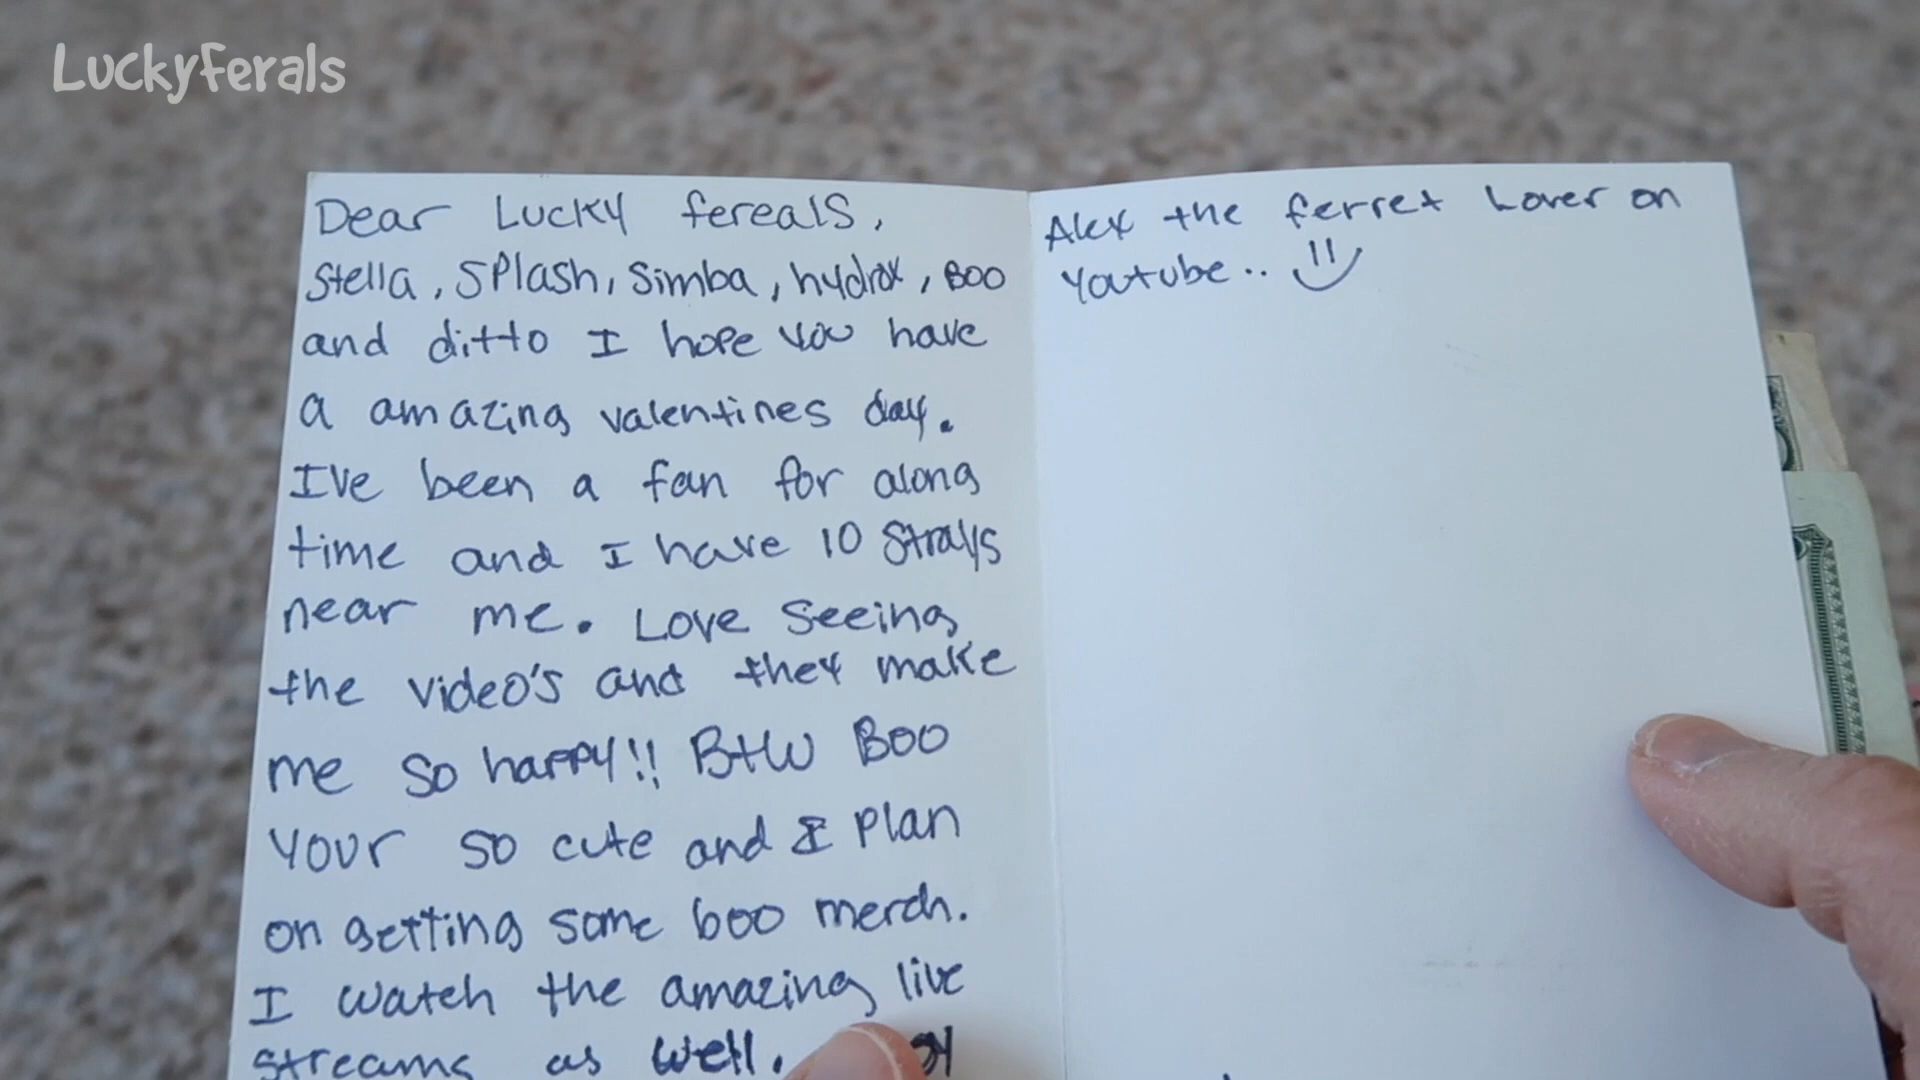 Luckyferals
Dear Lucky fereals,
Stella, Splash, Simba, hydrox, Boo
and ditto I hope you have
a amazing valentines day.
I've been a fan for along
time and I have 10 Strays
near me. Love seeing
the video's and they make
me so happy!! BTW Boo
Your so cute and I plan
on getting some boo merch.
I watch the amazing live
streams as well.
Alex the ferret Lover on
Youtube..